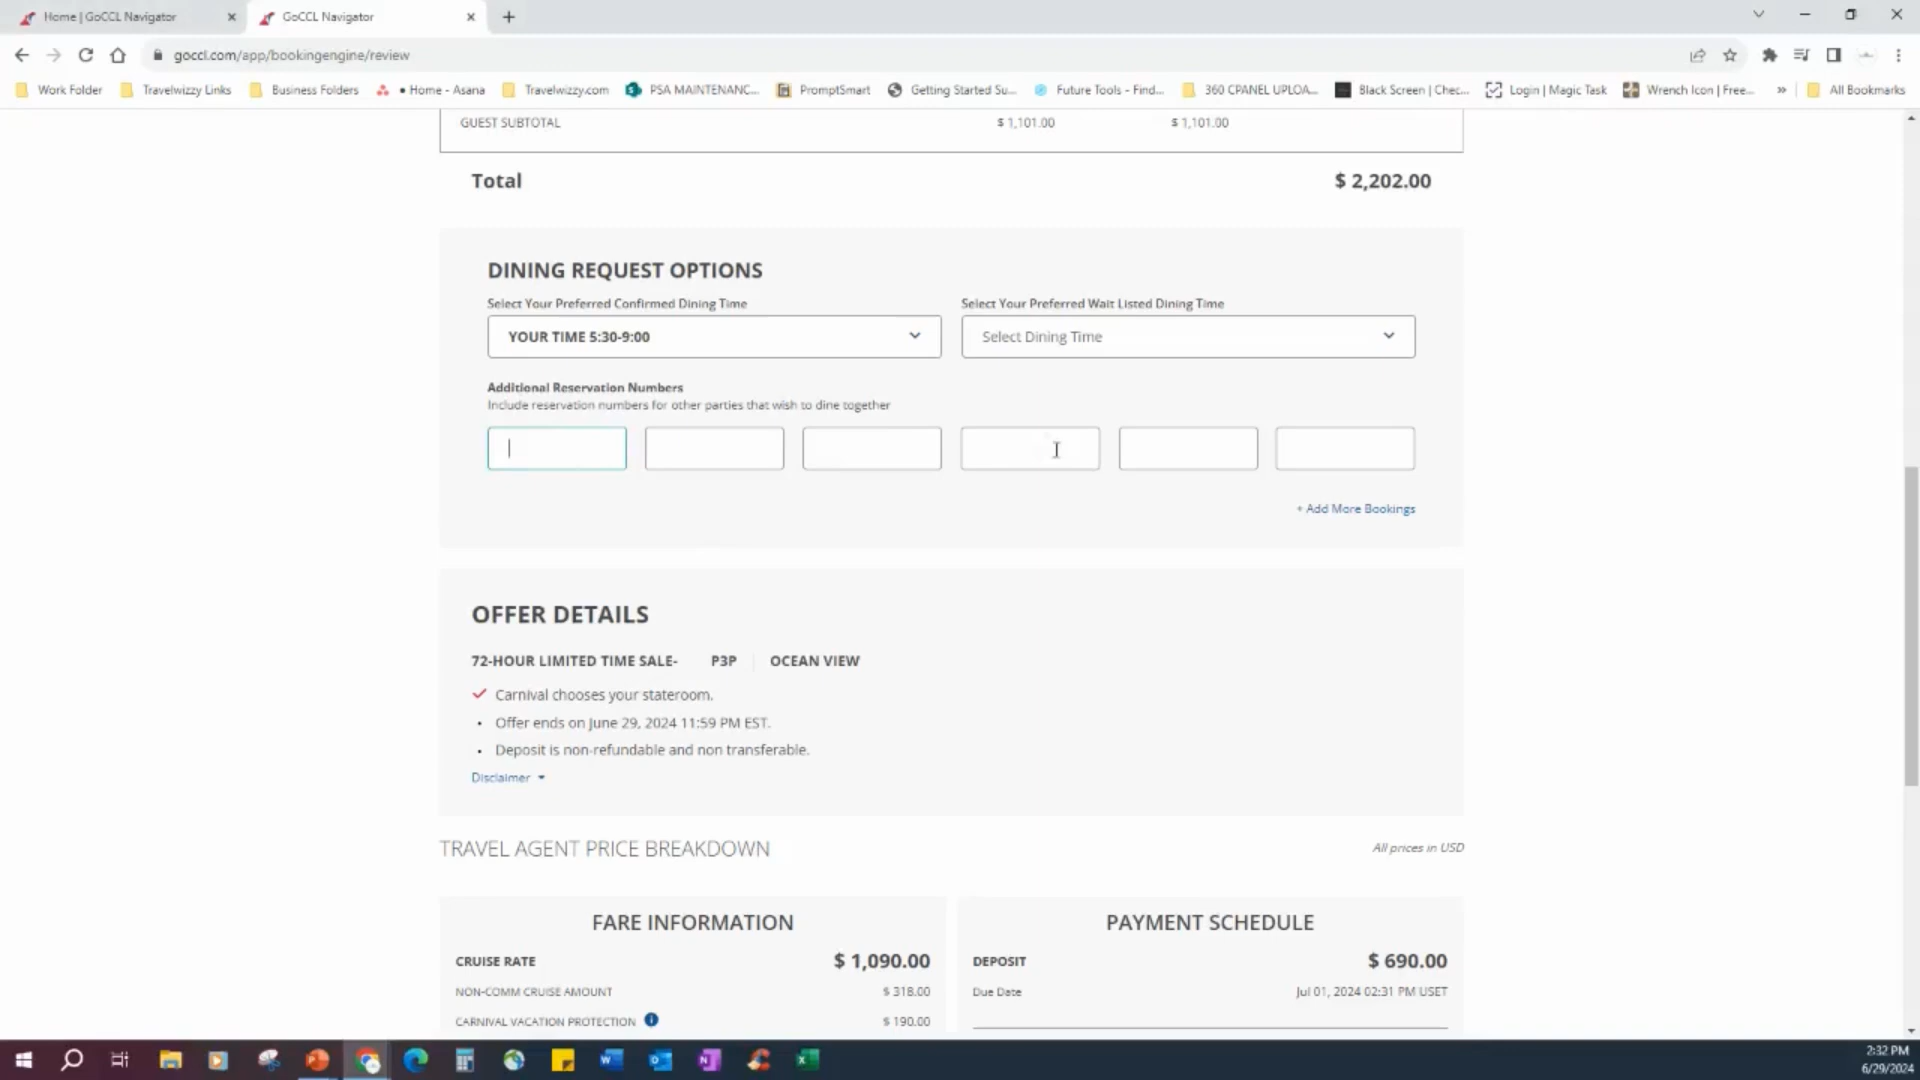 Home | GoCCL Navigator
GoCCL Navigator
goccl.com/app/bookingengine/review
Work Folder
Travelwizzy Links
Business Folders
• Home - Asana
Travelwizzy.com
PSA MAINTENANC...
PromptSmart
Getting Started Su...
Future Tools - Find...
360 CPANEL UPLOA...
Black Screen | Chec...
Login | Magic Task
Wrench Icon | Free...
»
All Bookmarks
GUEST SUBTOTAL $ 1,101.00 $ 1,101.00
Total $ 2,202.00
DINING REQUEST OPTIONS
Select Your Preferred Confirmed Dining Time
Select Your Preferred Wait Listed Dining Time
YOUR TIME 5:30-9:00
Select Dining Time
Additional Reservation Numbers
Include reservation numbers for other parties that wish to dine together
+ Add More Bookings
OFFER DETAILS
72-HOUR LIMITED TIME SALE- P3P OCEAN VIEW
Carnival chooses your stateroom.
• Offer ends on June 29, 2024 11:59 PM EST.
• Deposit is non-refundable and non transferable.
Disclaimer
TRAVEL AGENT PRICE BREAKDOWN
All prices in USD
FARE INFORMATION
CRUISE RATE $ 1,090.00
NON-COMM CRUISE AMOUNT $ 318.00
CARNIVAL VACATION PROTECTION $ 190.00
PAYMENT SCHEDULE
DEPOSIT $ 690.00
Due Date Jul 01, 2024 02:31 PM USET
2:32 PM
6/29/2024